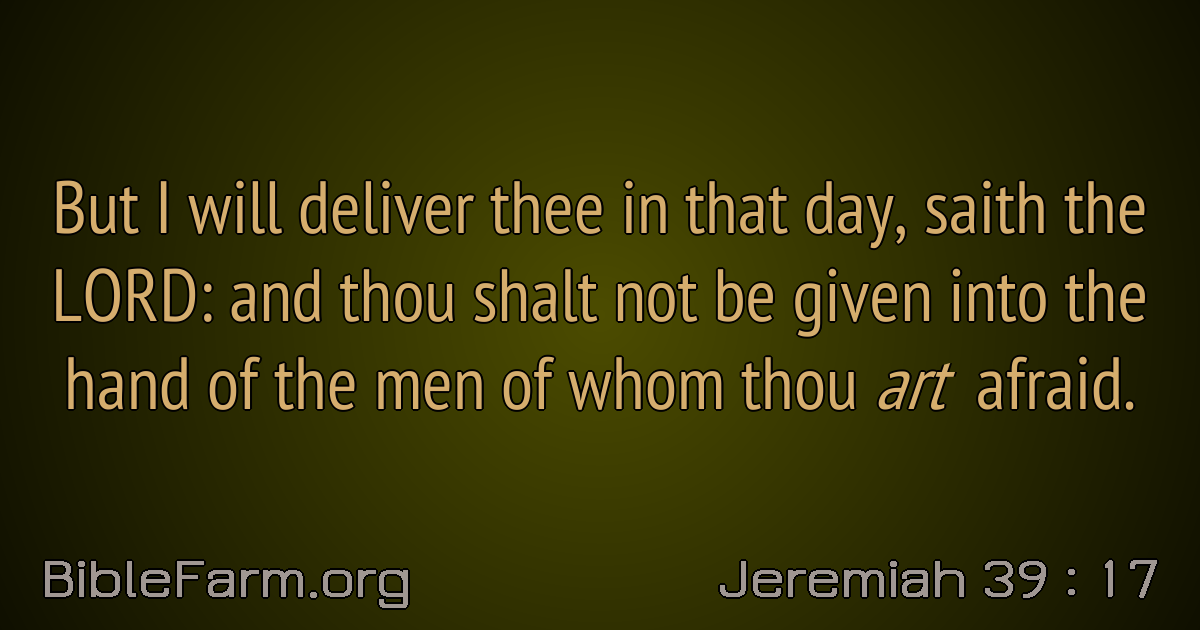 But I will deliver thee in that day, saith the
LORD: and thou shalt not be given into the
hand of the men of whom thou art afraid.
BibleFarm.org
Jeremiah 39 : 17